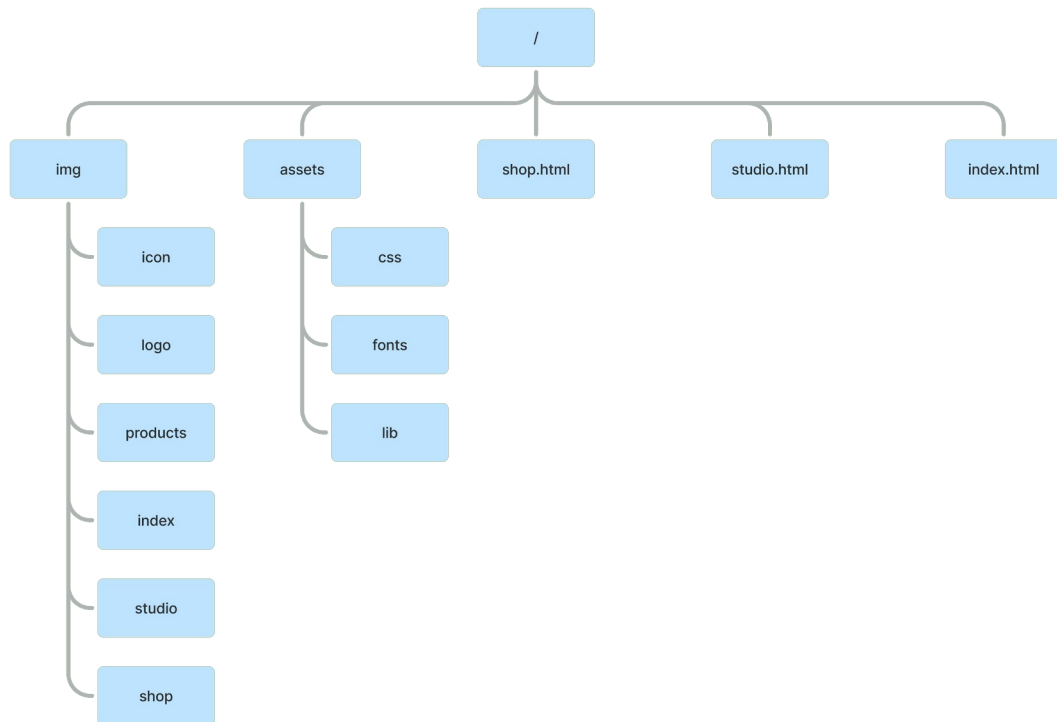 /
img
assets
shop.html
studio.html
index.html
icon
css
logo
fonts
products
lib
index
studio
shop